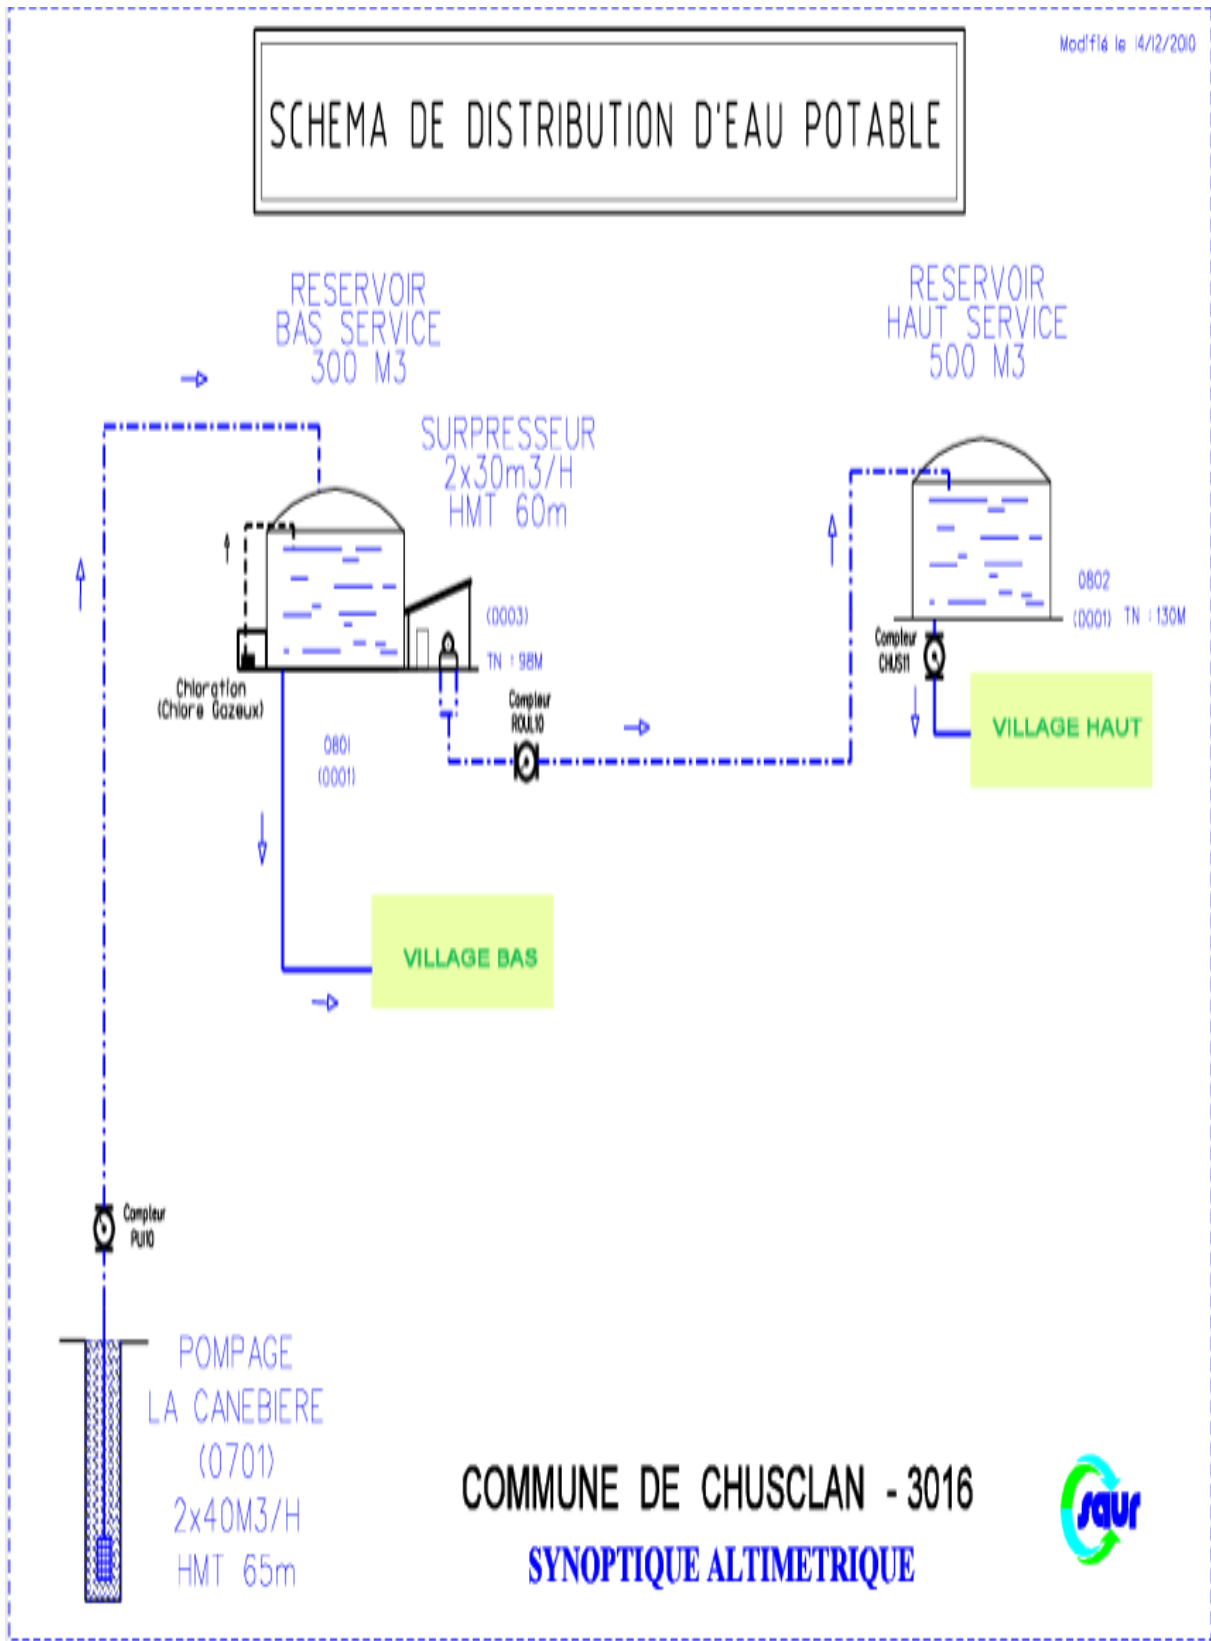 Modifié le 14/12/2010
SCHEMA DE DISTRIBUTION D'EAU POTABLE
RESERVOIR
BAS SERVICE
300 M3
RESERVOIR
HAUT SERVICE
500 M3
SURPRESSEUR
2x30m3/H
HMT 60m
(0003)
TN : 98M
0802
(0001) TN : 130M
Compteur
CHUS11
VILLAGE HAUT
Chloration
(Chlore Gazeux)
Compteur
ROUL10
0801
(0001)
VILLAGE BAS
Compteur
PUI10
POMPAGE
LA CANEBIERE
(0701)
2x40M3/H
HMT 65m
COMMUNE DE CHUSCLAN - 3016
SYNOPTIQUE ALTIMETRIQUE
saur